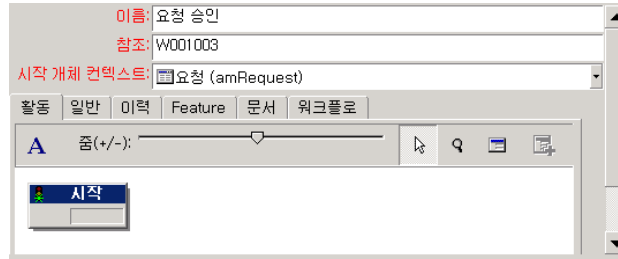 이름: 요청 승인
참조: W001003
시작 개체 컨텍스트: 요청 (amRequest)
활동 일반 이력 Feature 문서 워크플로
A 줌(+/-):
시작